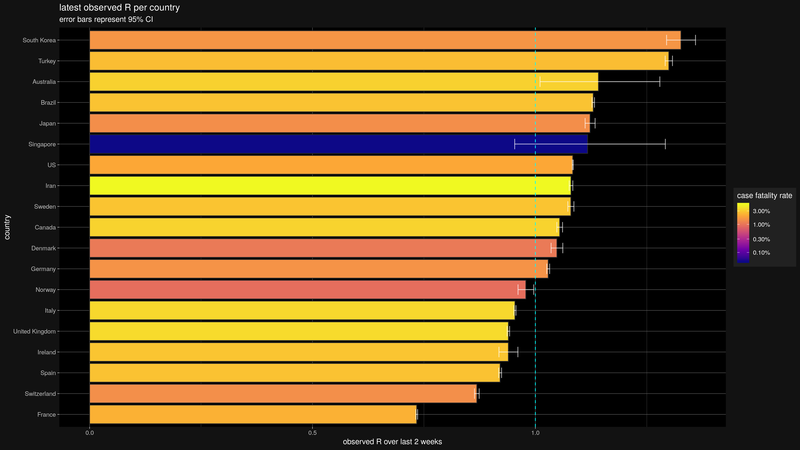 latest observed R per country
error bars represent 95% CI
South Korea
Turkey
Australia
Brazil
Japan
Singapore
US
Iran
Sweden
Canada
Denmark
Germany
Norway
Italy
United Kingdom
Ireland
Spain
Switzerland
France
country
0.0
0.5
1.0
observed R over last 2 weeks
case fatality rate
3.00%
1.00%
0.30%
0.10%